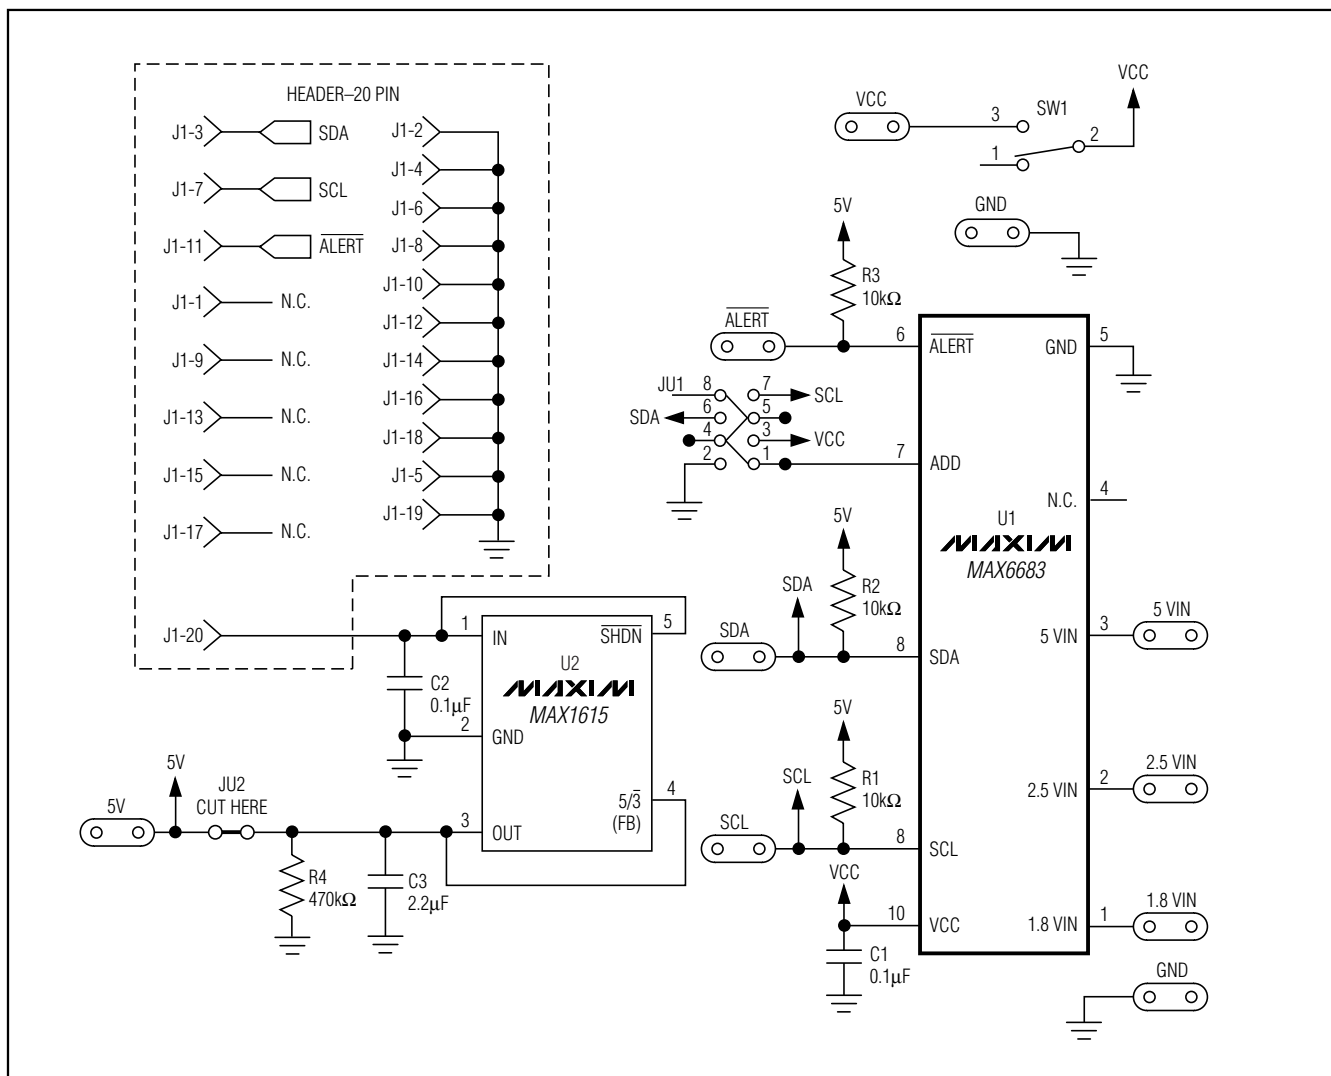 HEADER–20 PIN
J1-3 SDA
J1-7 SCL
J1-11 ALERT
J1-1 N.C.
J1-9 N.C.
J1-13 N.C.
J1-15 N.C.
J1-17 N.C.
J1-20
J1-2
J1-4
J1-6
J1-8
J1-10
J1-12
J1-14
J1-16
J1-18
J1-5
J1-19
VCC
3
SW1
VCC
2
1
GND
5V
R3
10kΩ
ALERT
6
ALERT
GND
5
JU1 8
7
SCL
SDA
6
5
4
3
VCC
2
1
7
ADD
N.C.
4
U1
MAXIM
MAX6683
5V
R2
10kΩ
SDA
SDA
8
SDA
5 VIN
3
5 VIN
5V
R1
10kΩ
SCL
SCL
8
SCL
2.5 VIN
2
2.5 VIN
VCC
10
VCC
C1
0.1µF
1.8 VIN
1
1.8 VIN
GND
1
IN
SHDN
5
U2
MAXIM
MAX1615
C2
0.1µF
2
GND
5/3
(FB)
4
3
OUT
5V
5V
JU2
CUT HERE
R4
470kΩ
C3
2.2µF